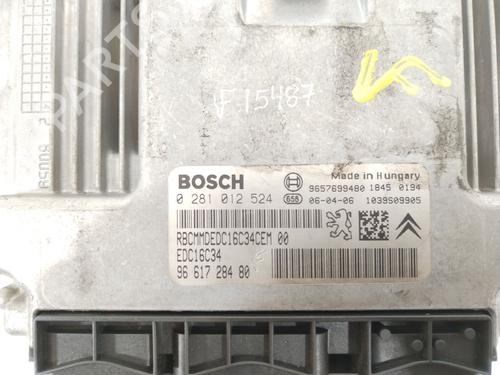 F15487
BOSCH
Made in Hungary
9657699480 1845 0194
0 281 012 524
658
06-04-06 1039S09905
RBCMMDEDC16C34CEM 00
EDC16C34
96 617 284 80